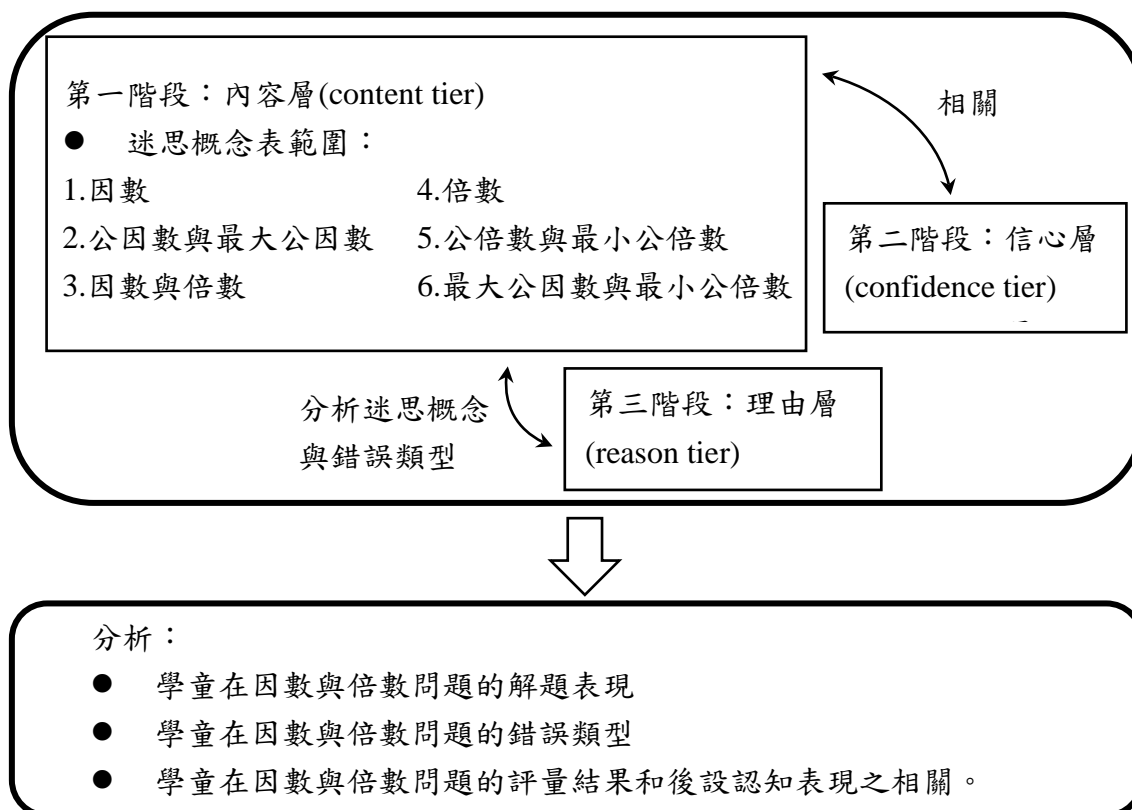 第一階段：內容層(content tier)
● 迷思概念表範圍：
1.因數 4.倍數
2.公因數與最大公因數 5.公倍數與最小公倍數
3.因數與倍數 6.最大公因數與最小公倍數
相關
第二階段：信心層
(confidence tier)
分析迷思概念
與錯誤類型
第三階段：理由層
(reason tier)
分析：
● 學童在因數與倍數問題的解題表現
● 學童在因數與倍數問題的錯誤類型
● 學童在因數與倍數問題的評量結果和後設認知表現之相關。